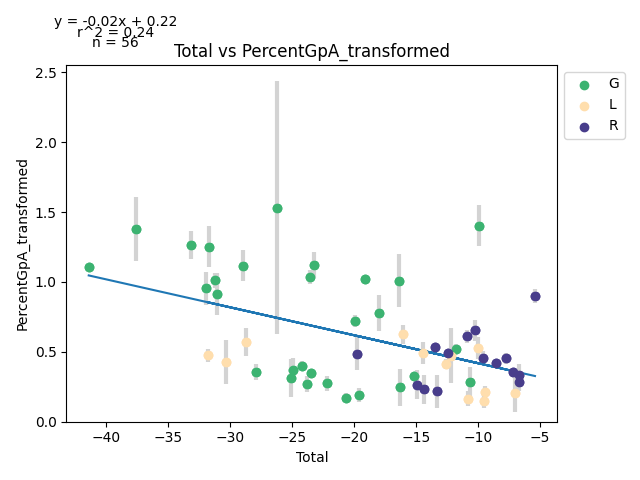 y = -0.02x + 0.22
r^2 = 0.24
n = 56
Total vs PercentGpA_transformed
2.5
2.0
1.5
1.0
0.5
0.0
PercentGpA_transformed
−40
−35
−30
−25
−20
−15
−10
−5
Total
G
L
R